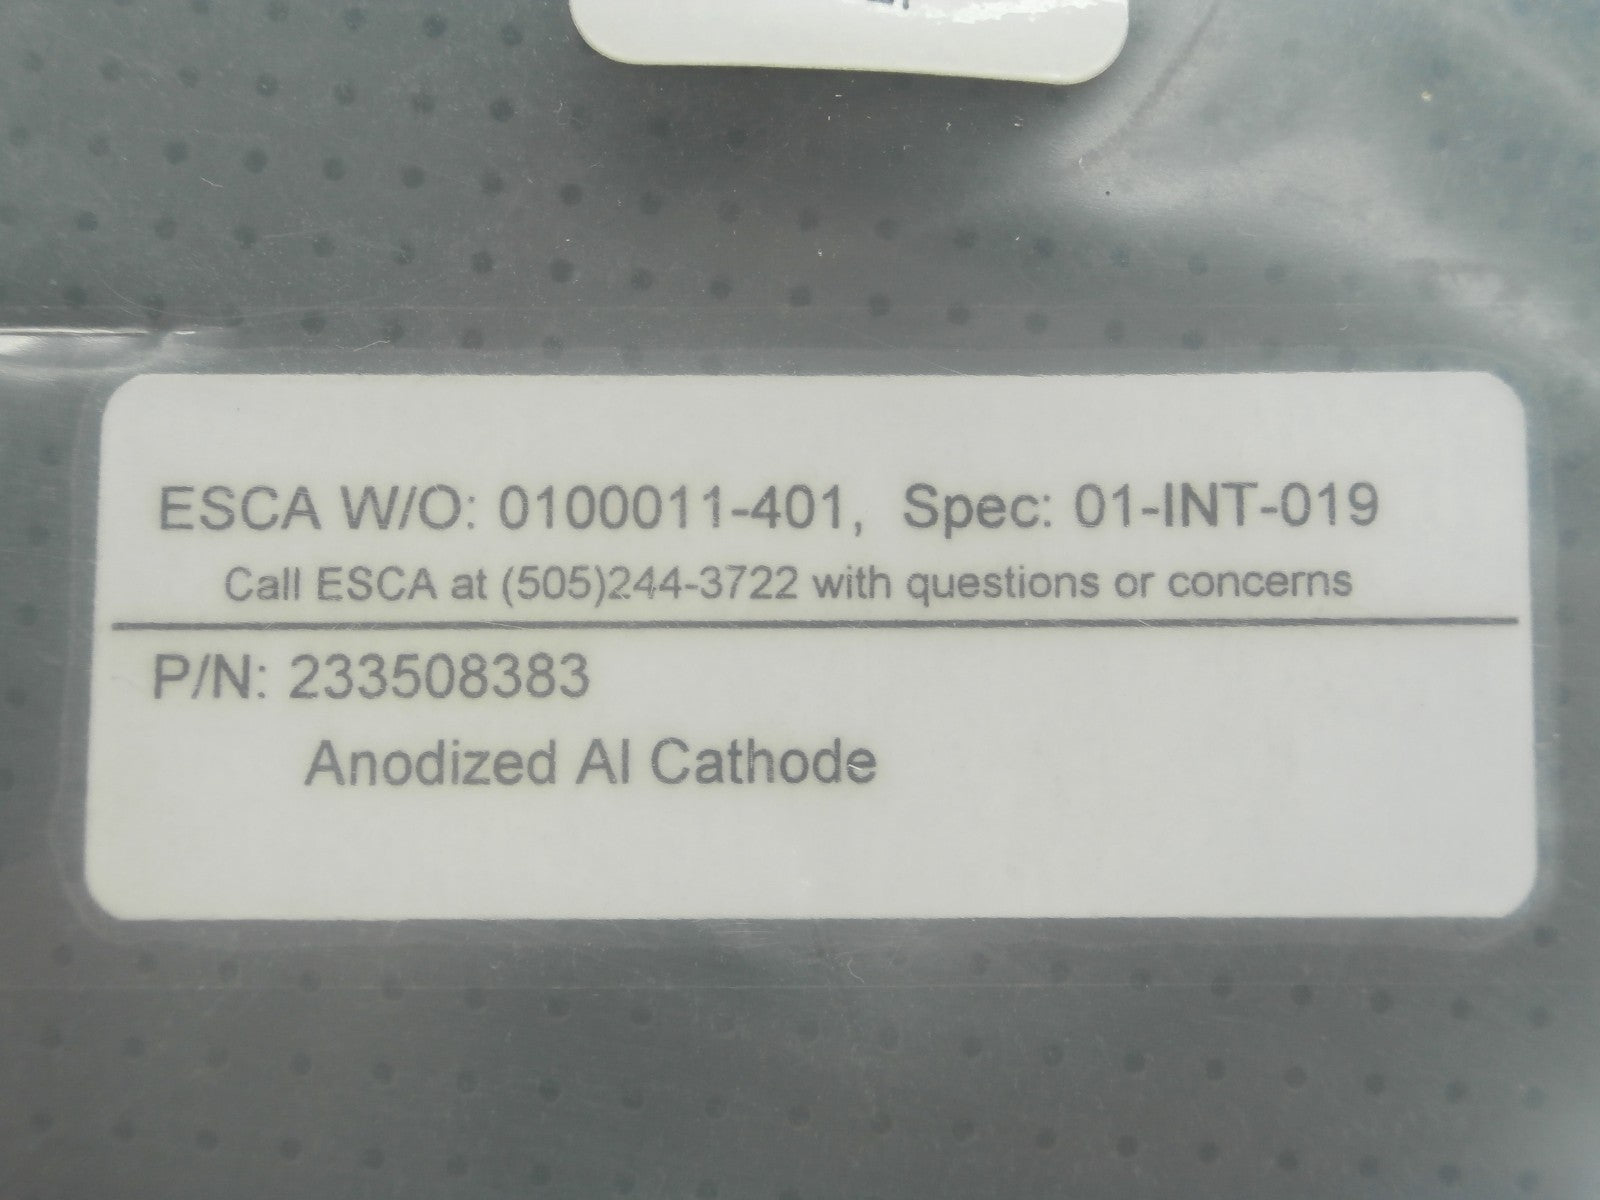 ESCA W/O: 0100011-401, Spec: 01-INT-019
Call ESCA at (505)244-3722 with questions or concerns
P/N: 233508383
Anodized Al Cathode